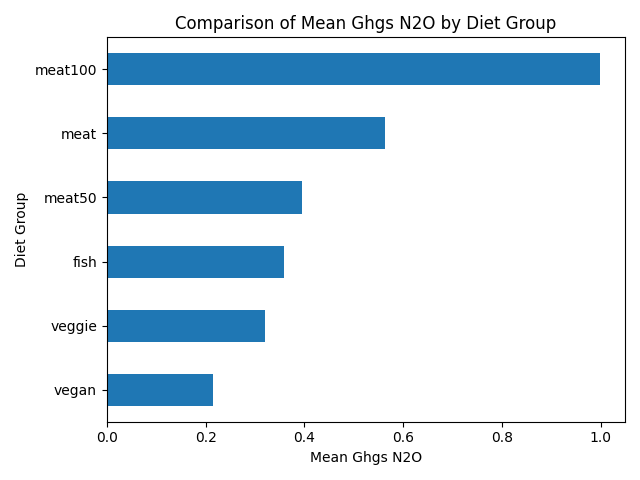 Comparison of Mean Ghgs N2O by Diet Group
meat100
meat
meat50
fish
veggie
vegan
Diet Group
0.0 0.2 0.4 0.6 0.8 1.0
Mean Ghgs N2O